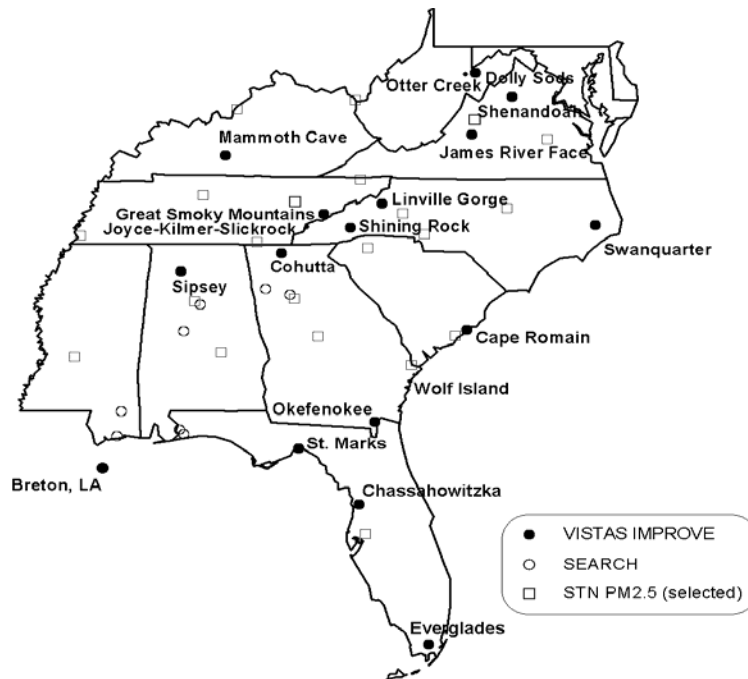 Otter Creek
Dolly Sods
Shenandoah
Mammoth Cave
James River Face
Linville Gorge
Great Smoky Mountains
Joyce-Kilmer-Slickrock
Shining Rock
Swanquarter
Cohutta
Sipsey
Cape Romain
Wolf Island
Okefenokee
St. Marks
Breton, LA
Chassahowitzka
VISTAS IMPROVE
SEARCH
STN PM2.5 (selected)
Everglades